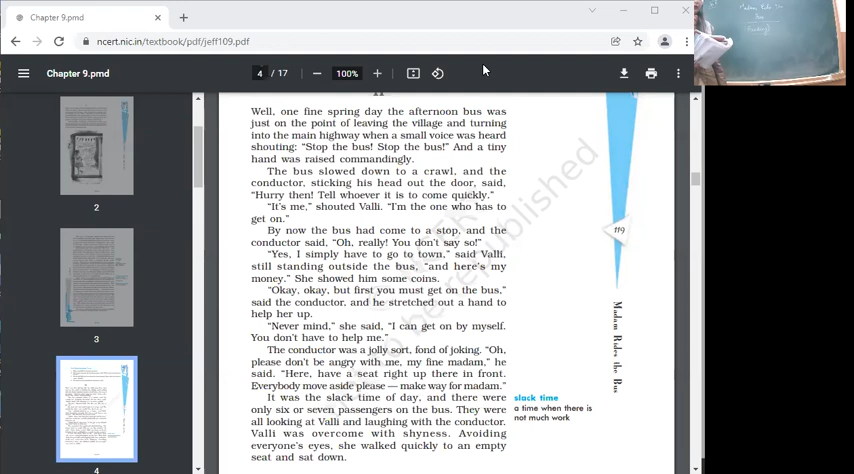 Chapter 9.pmd
ncert.nic.in/textbook/pdf/jeff109.pdf
Chapter 9.pmd
4 / 17
100%
2
3
4
Well, one fine spring day the afternoon bus was
just on the point of leaving the village and turning
into the main highway when a small voice was heard
shouting: “Stop the bus! Stop the bus!” And a tiny
hand was raised commandingly.
The bus slowed down to a crawl, and the
conductor, sticking his head out the door, said,
“Hurry then! Tell whoever it is to come quickly.”
“It’s me,” shouted Valli. “I’m the one who has to
get on.”
By now the bus had come to a stop, and the
conductor said, “Oh, really! You don’t say so!”
“Yes, I simply have to go to town,” said Valli,
still standing outside the bus, “and here’s my
money.” She showed him some coins.
“Okay, okay, but first you must get on the bus,”
said the conductor, and he stretched out a hand to
help her up.
“Never mind,” she said, “I can get on by myself.
You don’t have to help me.”
The conductor was a jolly sort, fond of joking. “Oh,
please don’t be angry with me, my fine madam,” he
said. “Here, have a seat right up there in front.
Everybody move aside please — make way for madam.”
It was the slack time of day, and there were
only six or seven passengers on the bus. They were
all looking at Valli and laughing with the conductor.
Valli was overcome with shyness. Avoiding
everyone’s eyes, she walked quickly to an empty
seat and sat down.
slack time
a time when there is
not much work
119
Madam Rides the Bus
Madam Rides The
Bus